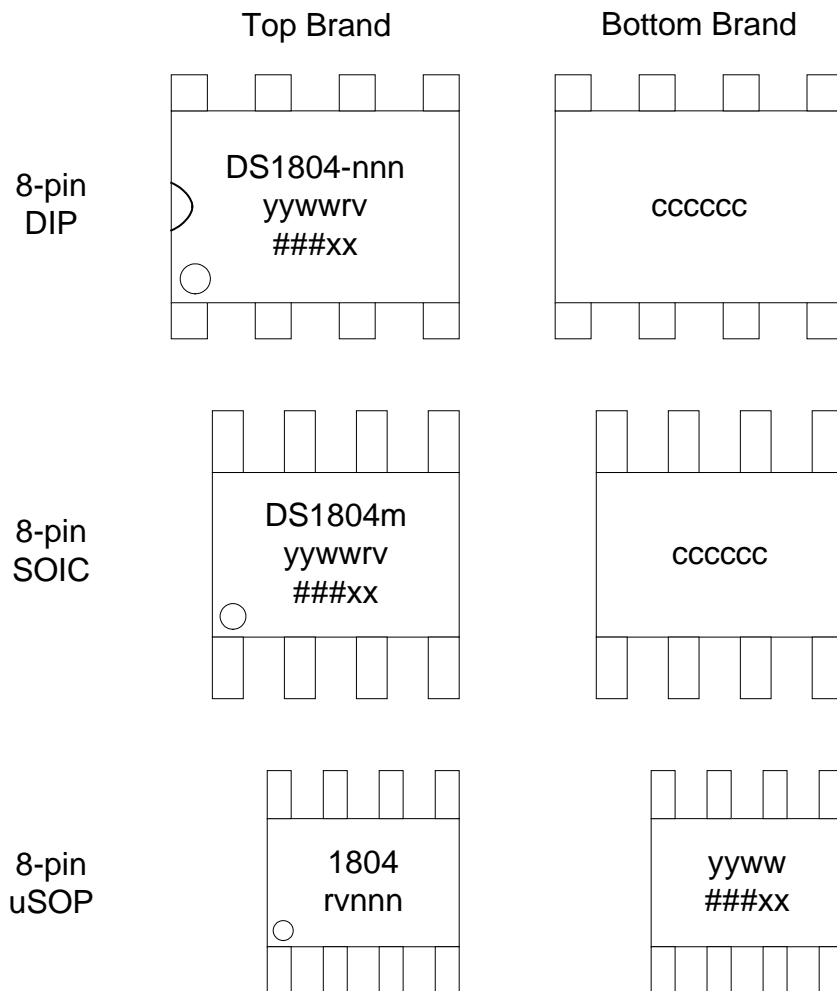 Top Brand
Bottom Brand
8-pin
DIP
DS1804-nnn
yywwrv
###xx
cccccc
8-pin
SOIC
DS1804m
yywwrv
###xx
cccccc
8-pin
uSOP
1804
rvnnn
yyww
###xx